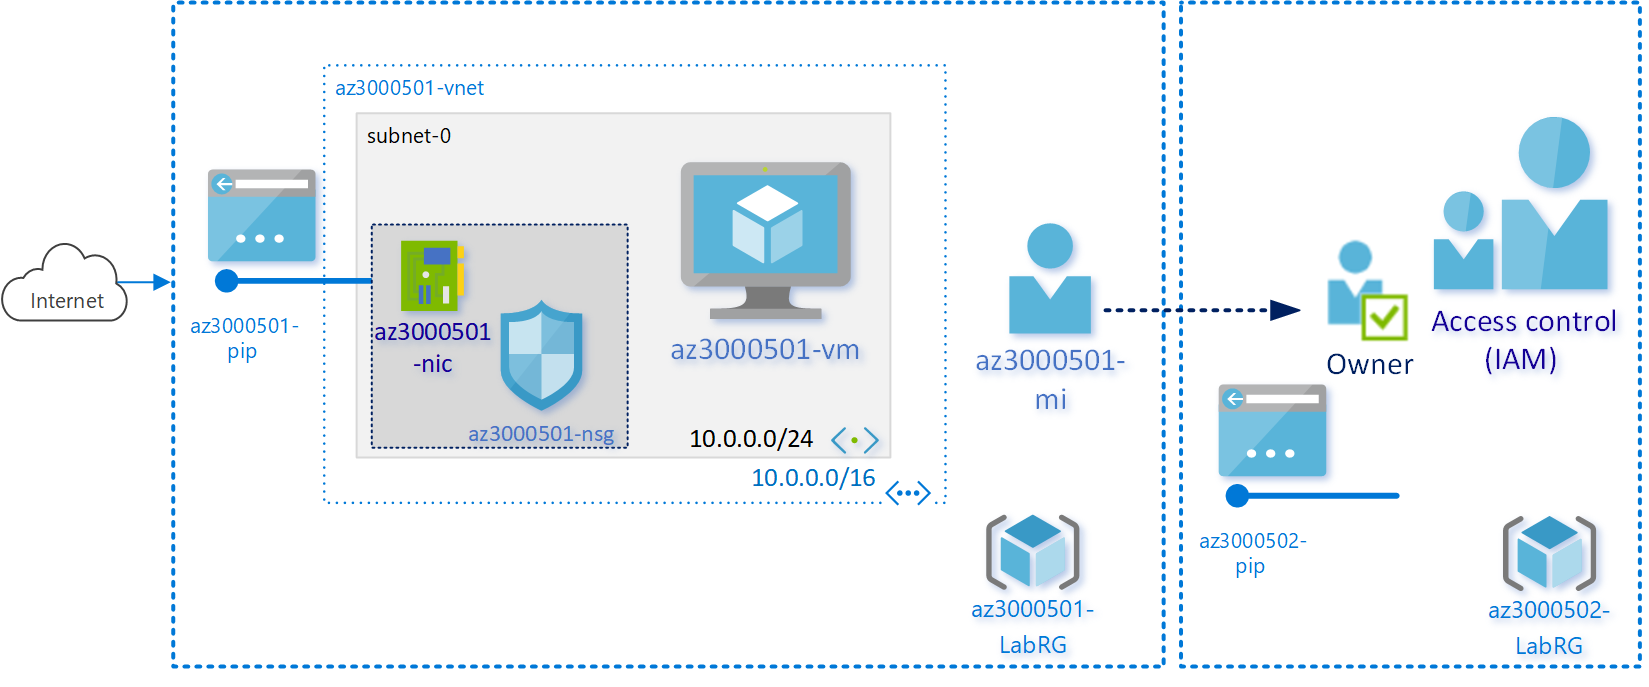 az3000501-vnet
subnet-0
Internet
az3000501-
pip
az3000501
-nic
az3000501-nsg
az3000501-vm
10.0.0.0/24
10.0.0.0/16
az3000501-
mi
az3000501-
LabRG
Owner
Access control
(IAM)
az3000502-
pip
az3000502-
LabRG